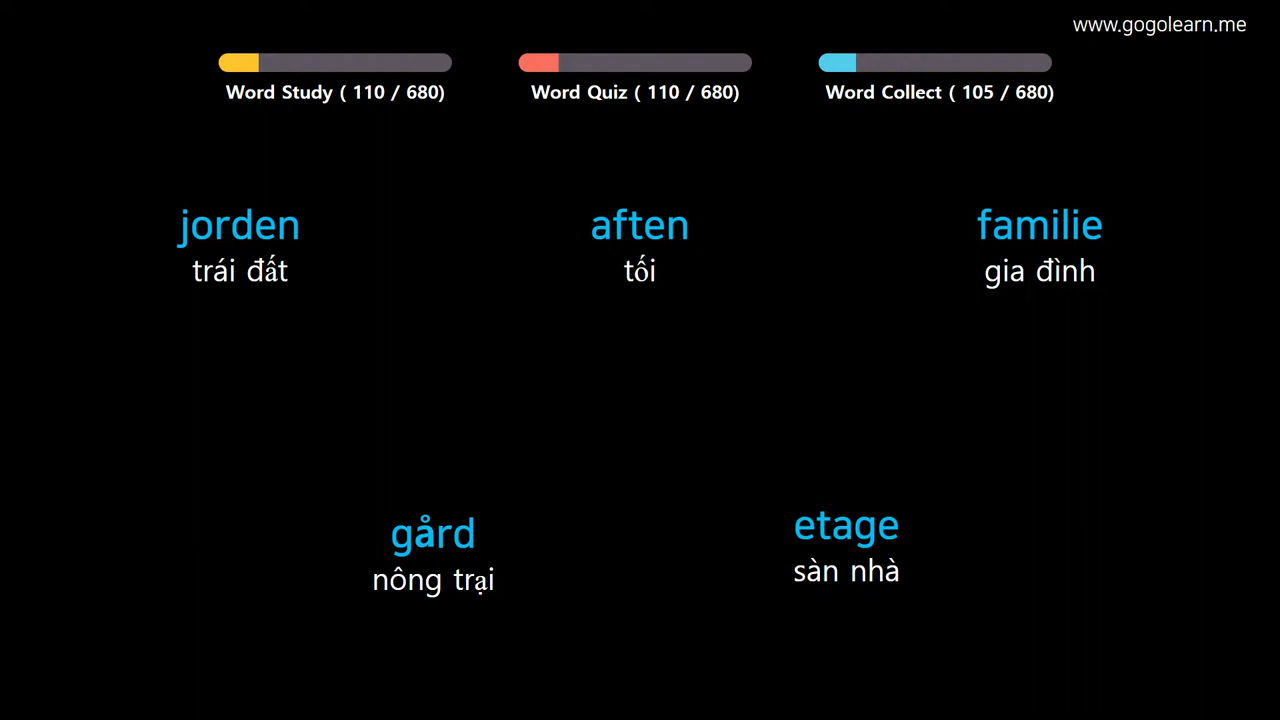 www.gogolearn.me
Word Study ( 110 / 680)
Word Quiz ( 110 / 680)
Word Collect ( 105 / 680)
jorden
trái đất
aften
tối
familie
gia đình
gård
nông trại
etage
sàn nhà